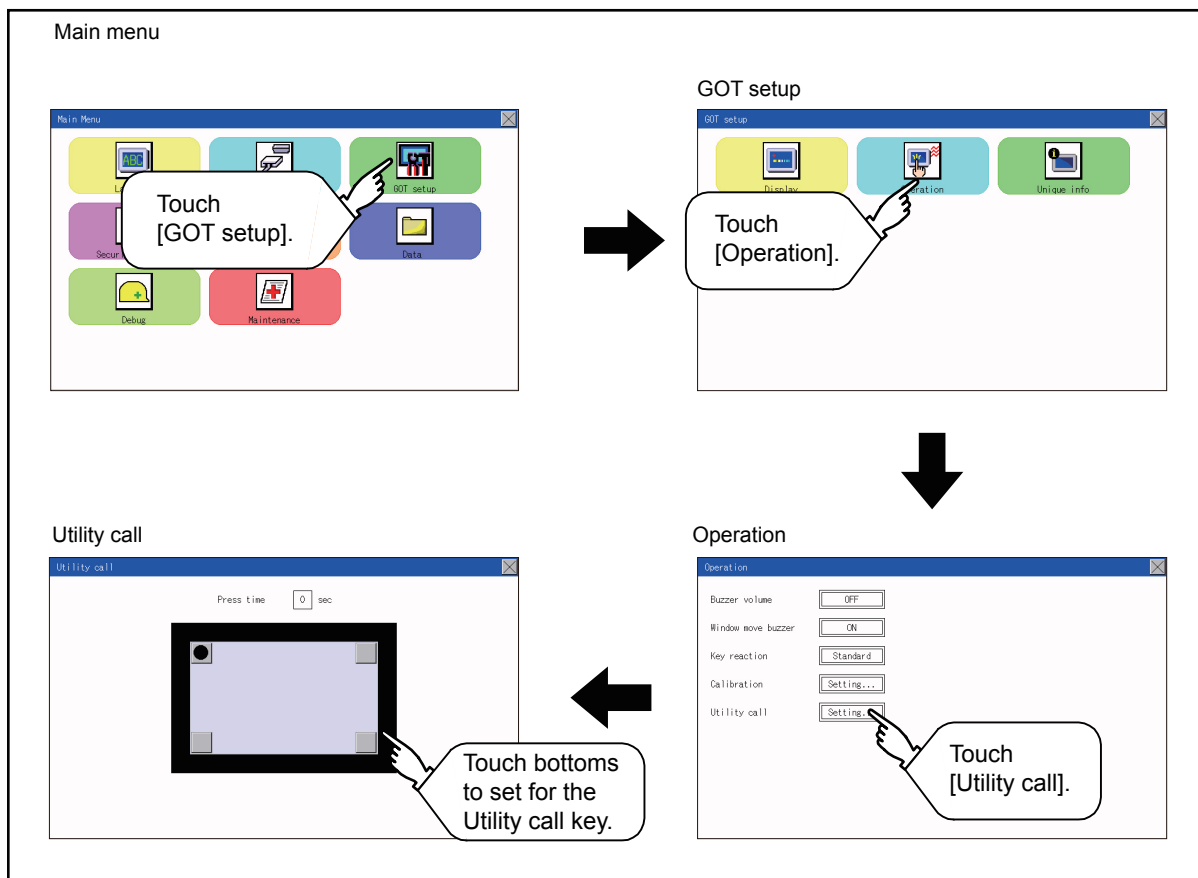 Main menu
Main Menu
ABC
GOT setup
Touch
[GOT setup].
Data
Debug
Maintenance
GOT setup
GOT setup
Display
Unique info
Touch
[Operation].
Operation
Operation
Buzzer volume OFF
Window move buzzer ON
Key reaction Standard
Calibration Setting...
Utility call Setting..
Touch
[Utility call].
Utility call
Utility call
Press time 0 sec
Touch bottoms
to set for the
Utility call key.